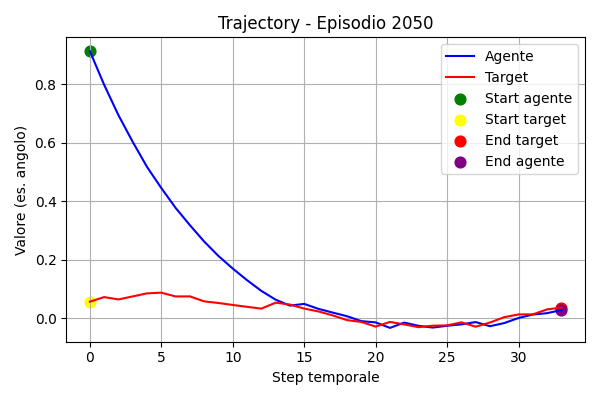 Trajectory - Episodio 2050
Valore (es. angolo)
0.8
0.6
0.4
0.2
0.0
0
5
10
15
20
25
30
Step temporale
Agente
Target
Start agente
Start target
End target
End agente